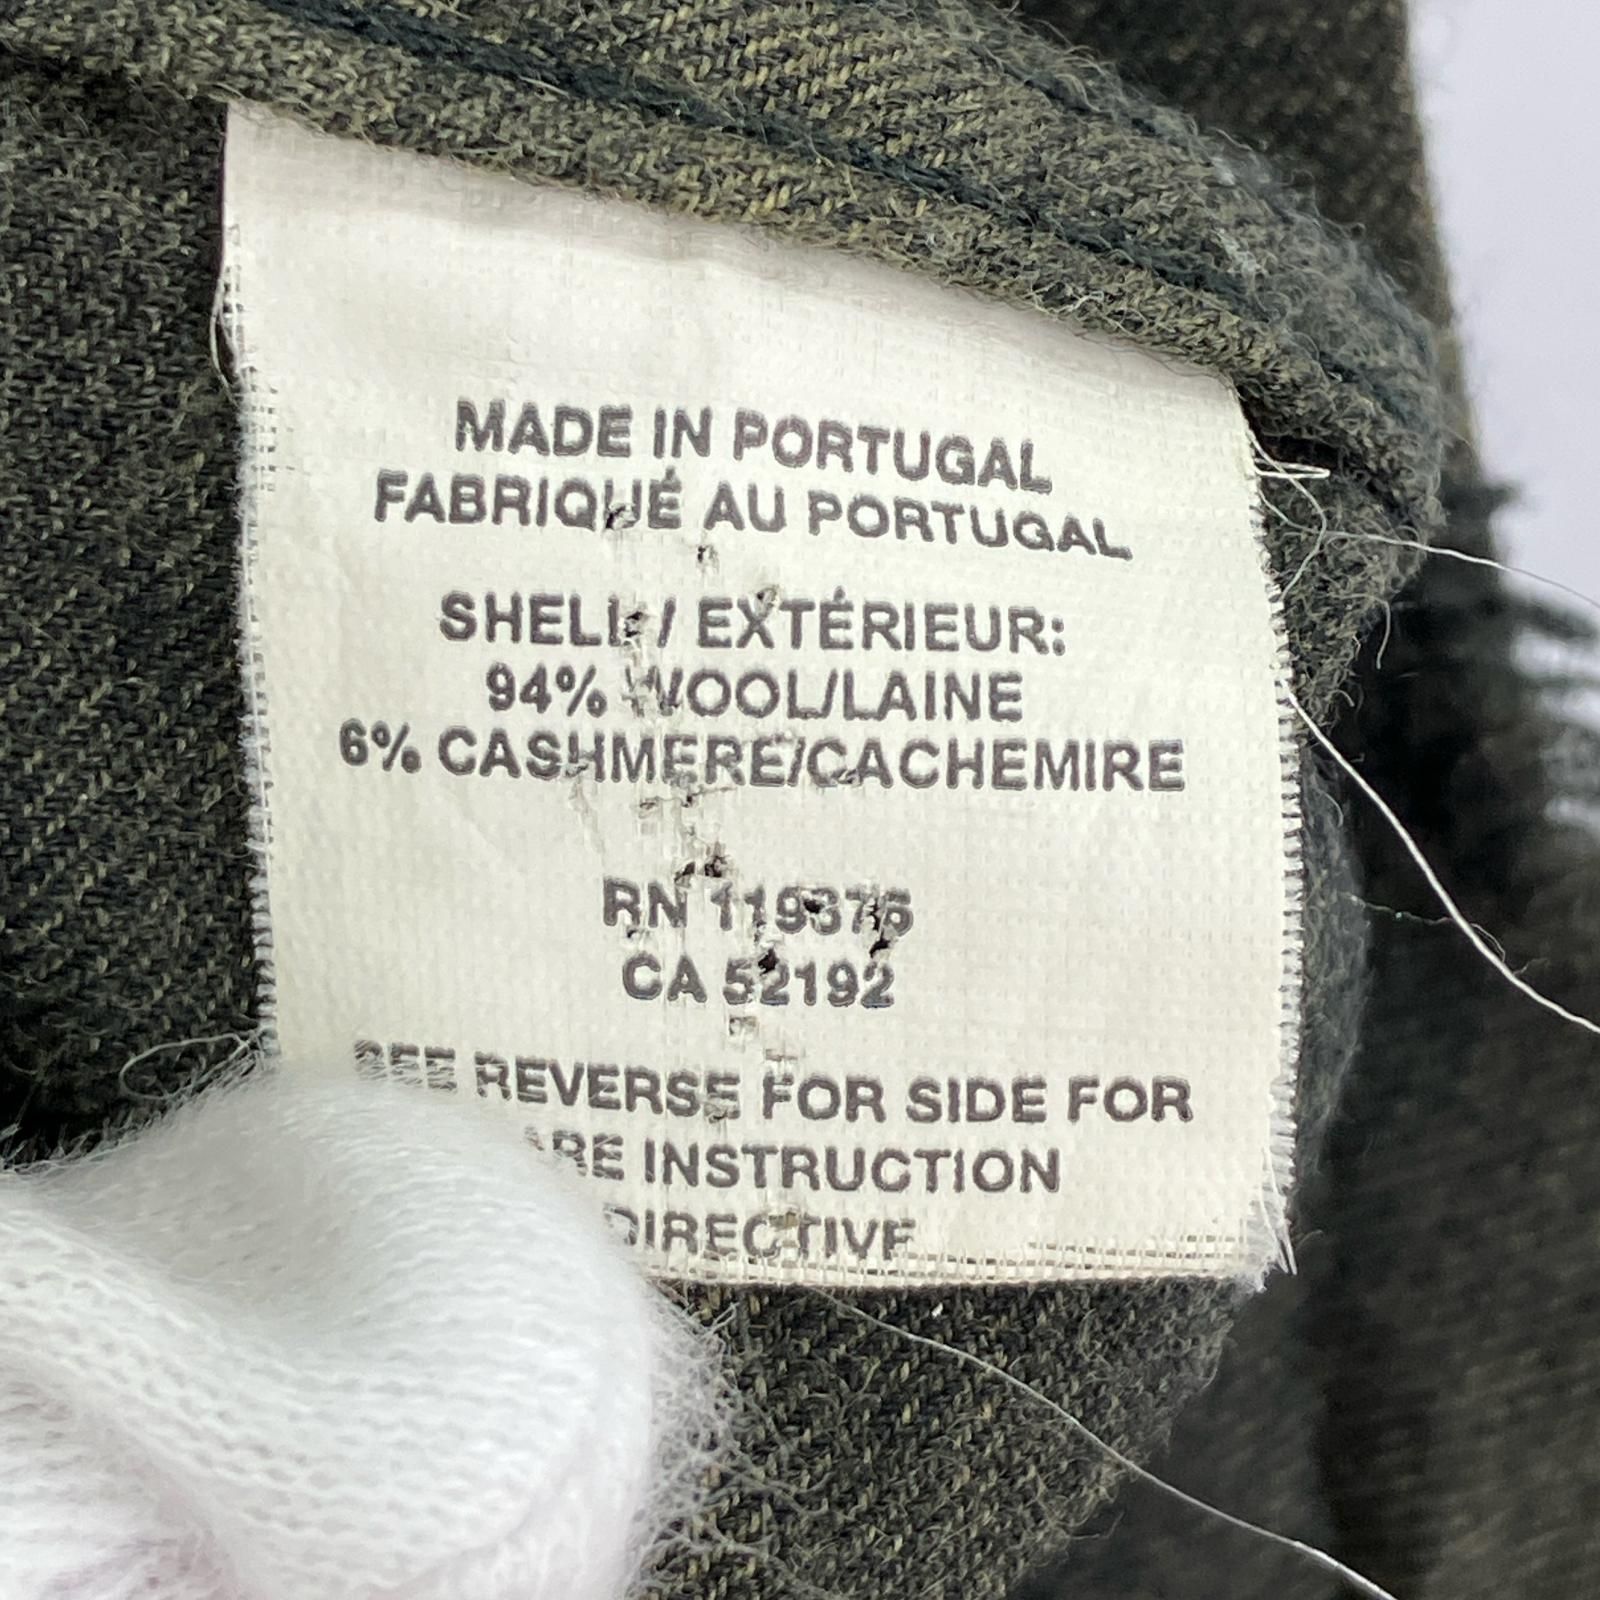 MADE IN PORTUGAL
FABRIQUÉ AU PORTUGAL
SHELL / EXTÉRIEUR:
94% WOOL/LAINE
6% CASHMERE/CACHEMIRE
RN 119376
CA 52192
SEE REVERSE FOR SIDE FOR
CARE INSTRUCTION
DIRECTIVE